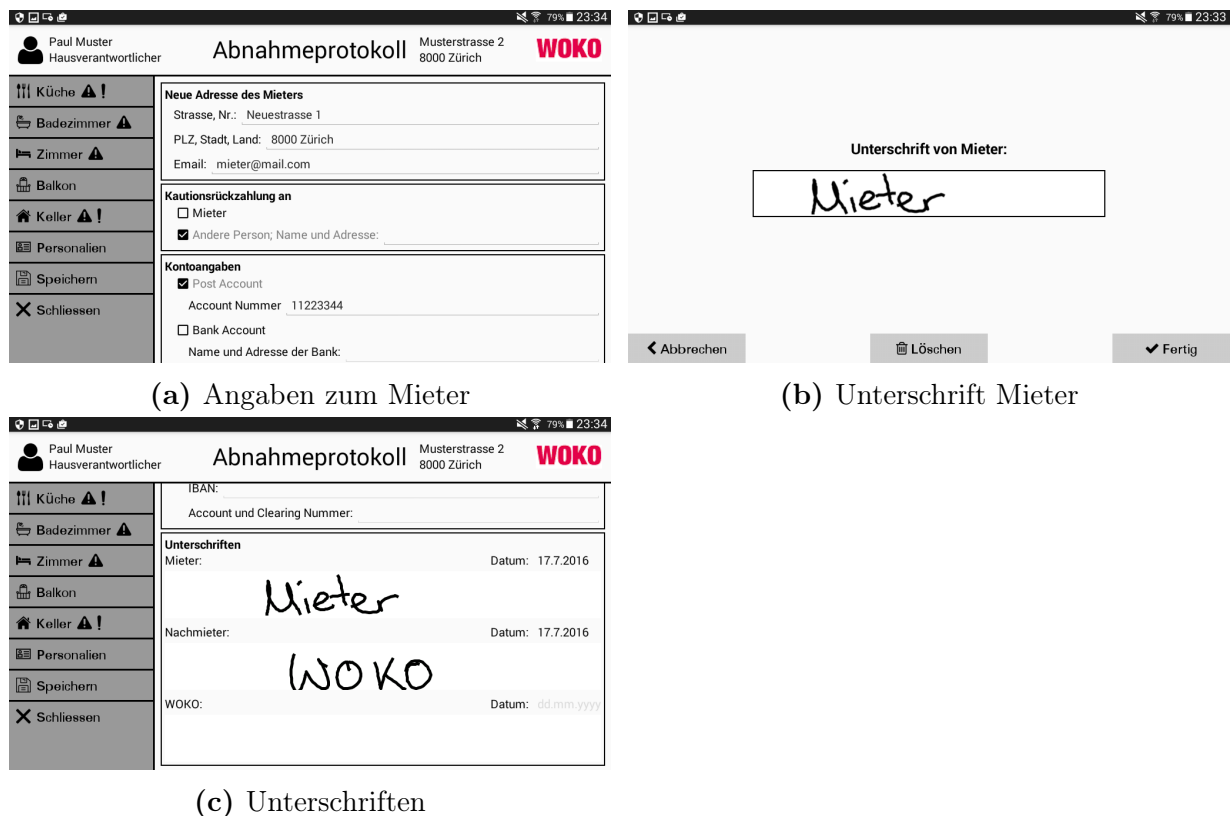 79% 23:34
Paul Muster
Hausverantwortlicher
Abnahmeprotokoll
Musterstrasse 2
8000 Zürich
WOKO
Küche !
Badezimmer
Zimmer
Balkon
Keller !
Personalien
Speichern
Schliessen
Neue Adresse des Mieters
Strasse, Nr.: Neuestrasse 1
PLZ, Stadt, Land: 8000 Zürich
Email: mieter@mail.com
Kautionsrückzahlung an
Mieter
Andere Person; Name und Adresse:
Kontoangaben
Post Account
Account Nummer 11223344
Bank Account
Name und Adresse der Bank:
(a) Angaben zum Mieter
79% 23:33
Unterschrift von Mieter:
Mieter
Abbrechen
Löschen
Fertig
(b) Unterschrift Mieter
79% 23:34
Paul Muster
Hausverantwortlicher
Abnahmeprotokoll
Musterstrasse 2
8000 Zürich
WOKO
Küche !
Badezimmer
Zimmer
Balkon
Keller !
Personalien
Speichern
Schliessen
IBAN:
Account und Clearing Nummer:
Unterschriften
Mieter: Datum: 17.7.2016
Mieter
Nachmieter: Datum: 17.7.2016
WOKO
WOKO: Datum: dd.mm.yyyy
(c) Unterschriften